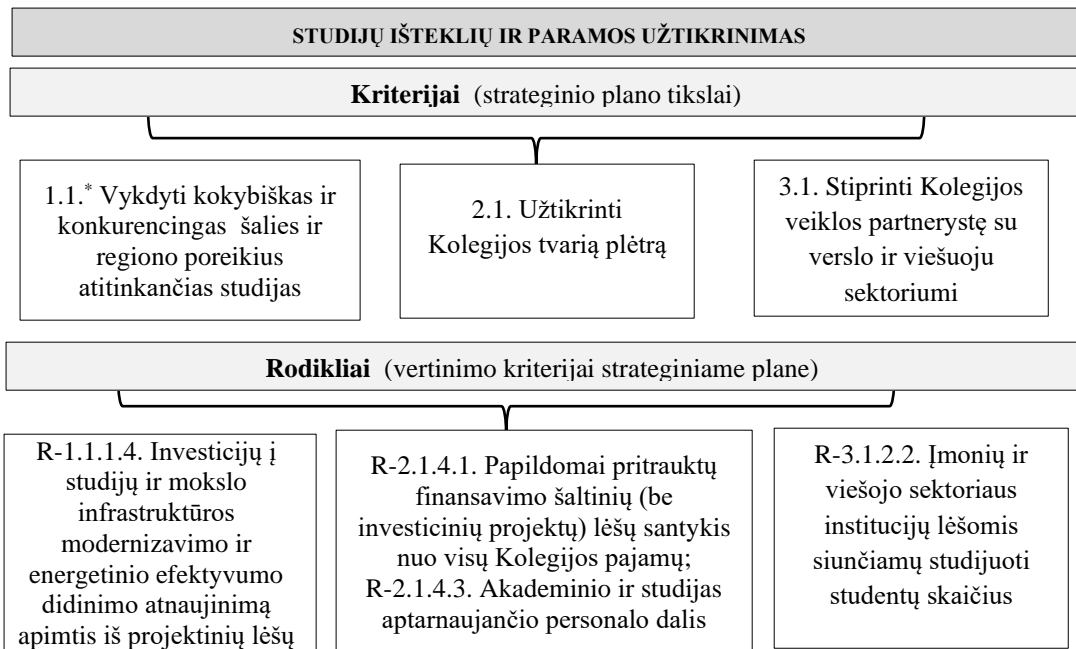 STUDIJŲ IŠTEKLIŲ IR PARAMOS UŽTIKRINIMAS
Kriterijai (strateginio plano tikslai)
1.1.* Vykdyti kokybiškas ir
konkurencingas šalies ir
regiono poreikius
atitinkančias studijas
2.1. Užtikrinti
Kolegijos tvarią plėtrą
3.1. Stiprinti Kolegijos
veiklos partnerystę su
verslo ir viešuoju
sektoriumi
Rodikliai (vertinimo kriterijai strateginiame plane)
R-1.1.1.4. Investicijų į
studijų ir mokslo
infrastruktūros
modernizavimo ir
energetinio efektyvumo
didinimo atnaujinimą
apimtis iš projektinių lėšų
R-2.1.4.1. Papildomai pritrauktų
finansavimo šaltinių (be
investicinių projektų) lėšų santykis
nuo visų Kolegijos pajamų;
R-2.1.4.3. Akademinio ir studijas
aptarnaujančio personalo dalis
R-3.1.2.2. Įmonių ir
viešojo sektoriaus
institucijų lėšomis
siunčiamų studijuoti
studentų skaičius